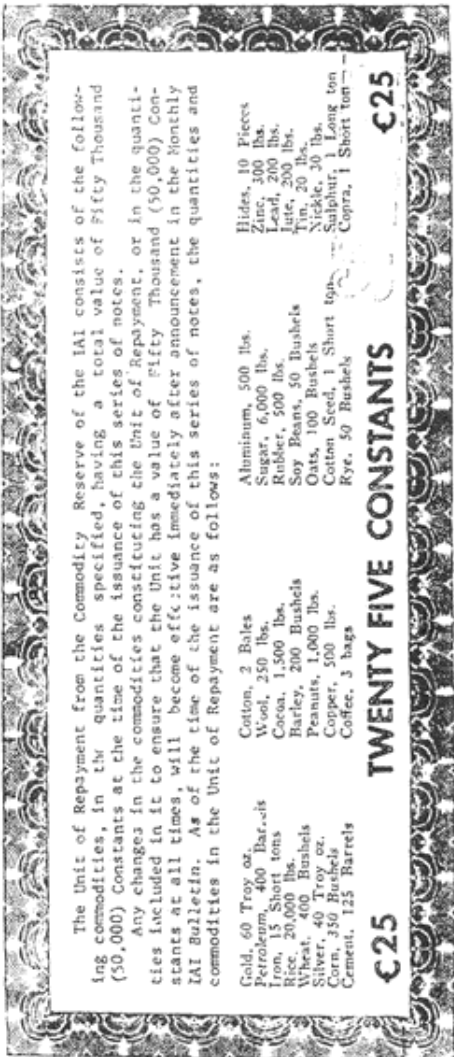 The Unit of Repayment from the Commodity Reserve of the IAI consists of the follow-
ing commodities, in the quantities specified, having a total value of Fifty Thousand
(50,000) Constants at the time of the issuance of this series of notes.
Any changes in the commodities constituting the Unit of Repayment, or in the quanti-
ties included in it to ensure that the Unit has a value of Fifty Thousand (50,000) Con-
stants at all times, will become effective immediately after announcement in the Monthly
IAI Bulletin. As of the time of the issuance of this series of notes, the quantities and
commodities in the Unit of Repayment are as follows:
Gold, 60 Troy oz.
Petroleum, 400 Barrels
Iron, 15 Short tons
Rice, 20,000 lbs.
Wheat, 400 Bushels
Silver, 40 Troy oz.
Corn, 350 Bushels
Cement, 125 Barrels
Cotton, 2 Bales
Wool, 250 lbs.
Cocoa, 1,500 lbs.
Barley, 200 Bushels
Peanuts, 1,000 lbs.
Copper, 500 lbs.
Coffee, 3 bags
Aluminum, 500 lbs.
Sugar, 6,000 lbs.
Rubber, 500 lbs.
Soy Beans, 50 Bushels
Oats, 100 Bushels
Cotton Seed, 1 Short ton
Rye, 50 Bushels
Hides, 10 Pieces
Zinc, 300 lbs.
Lead, 200 lbs.
Jute, 200 lbs.
Tin, 20 lbs.
Nickle, 30 lbs.
Sulphur, 1 Long ton
Copra, 1 Short ton
€25 TWENTY FIVE CONSTANTS €25